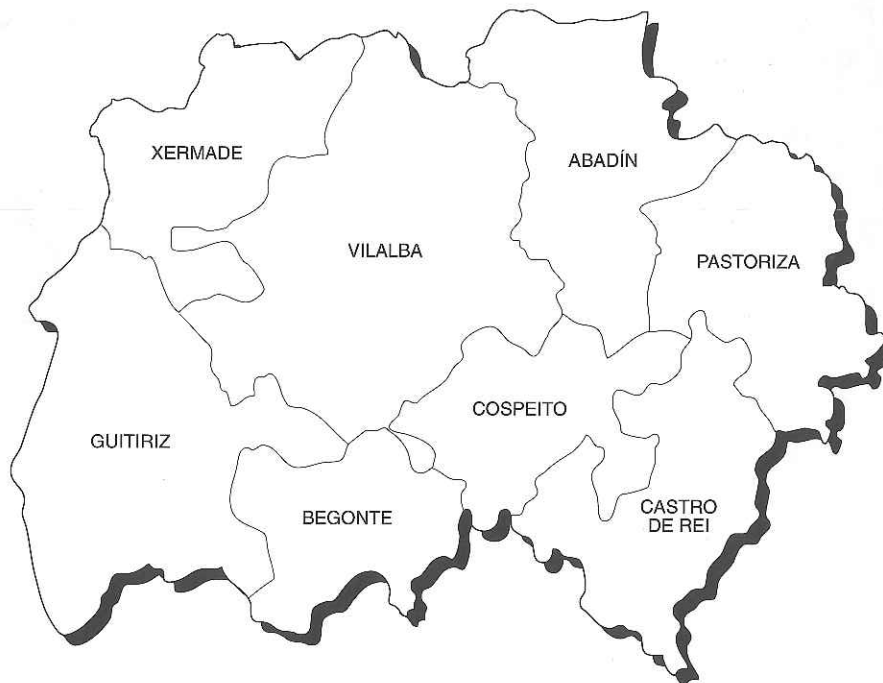 XERMADE
ABADÍN
VILALBA
PASTORIZA
COSPEITO
GUITIRIZ
BEGONTE
CASTRO
DE REI